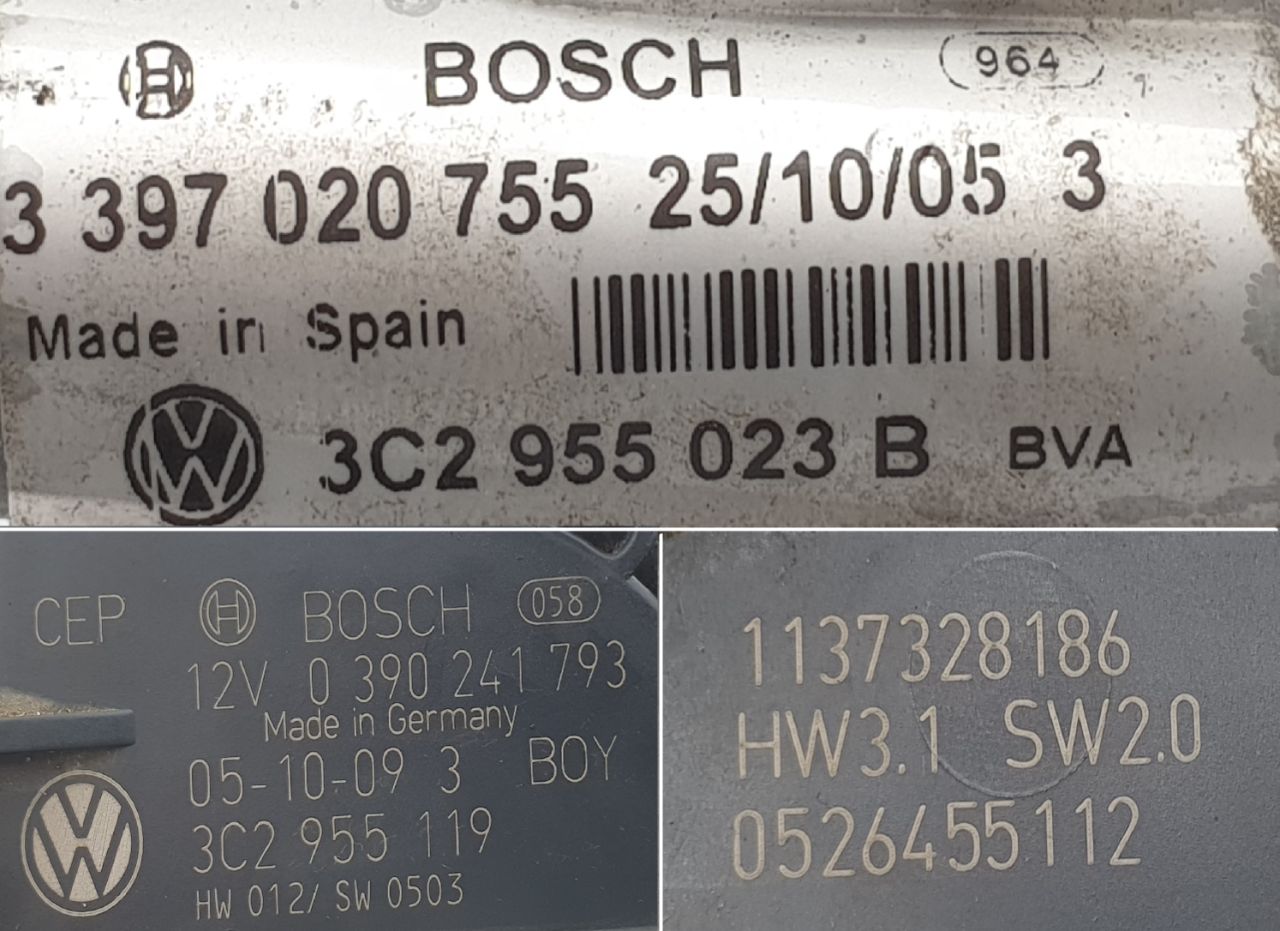 BOSCH 964
3 397 020 755 25/10/05 3
Made in Spain
3C2 955 023 B BVA
CEP BOSCH 058
12V 0 390 241 793
Made in Germany
05-10-09 3 BOY
3C2 955 119
HW 012/ SW 0503
1137328186
HW3.1 SW2.0
0526455112